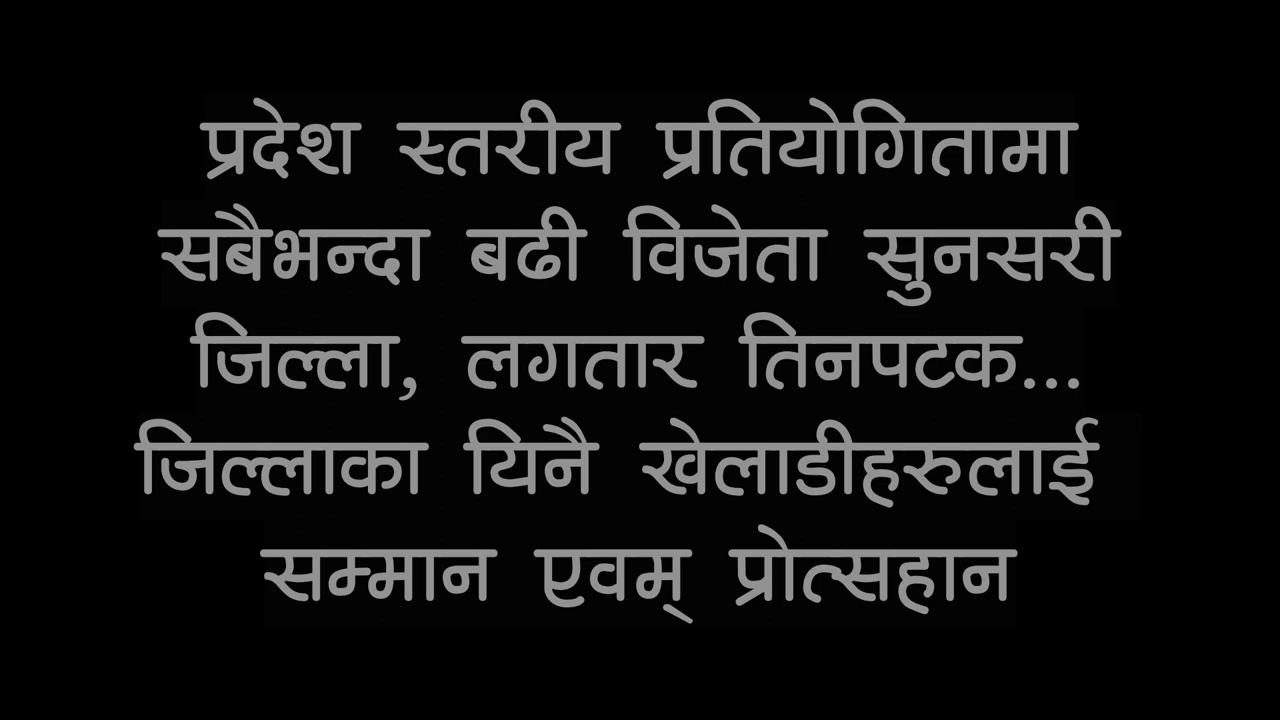 प्रदेश स्तरीय प्रतियोगितामा
सबैभन्दा बढी विजेता सुनसरी
जिल्ला, लगतार तिनपटक...
जिल्लाका यिनै खेलाडीहरुलाई
सम्मान एवम् प्रोत्सहान